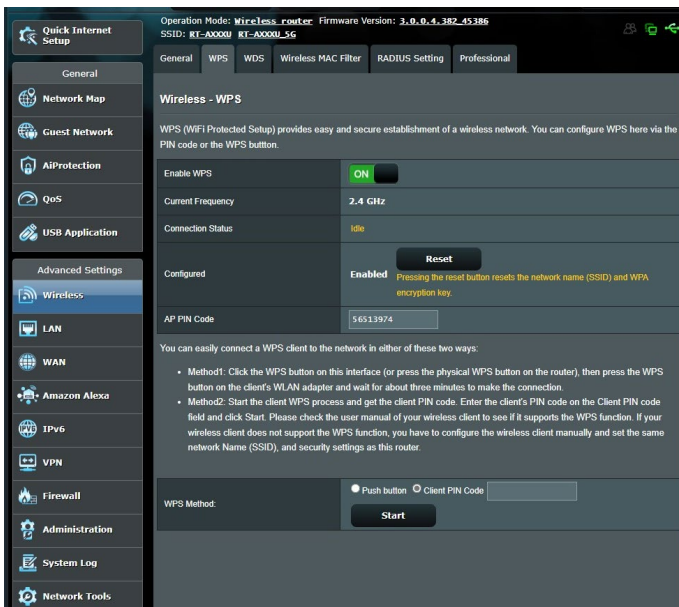 Quick Internet
Setup
General
Network Map
Guest Network
AiProtection
QoS
USB Application
Advanced Settings
Wireless
LAN
WAN
Amazon Alexa
IPv6
VPN
Firewall
Administration
System Log
Network Tools
Operation Mode: Wireless router Firmware Version: 3.0.0.4.382_45386
SSID: RT-AXXXU RT-AXXXU_5G
General WPS WDS Wireless MAC Filter RADIUS Setting Professional
Wireless - WPS
WPS (WiFi Protected Setup) provides easy and secure establishment of a wireless network. You can configure WPS here via the
PIN code or the WPS buttton.
Enable WPS ON
Current Frequency 2.4 GHz
Connection Status Idle
Configured Enabled Reset
Pressing the reset button resets the network name (SSID) and WPA
encryption key.
AP PIN Code 56513974
You can easily connect a WPS client to the network in either of these two ways:
• Method1: Click the WPS button on this interface (or press the physical WPS button on the router), then press the WPS
button on the client's WLAN adapter and wait for about three minutes to make the connection.
• Method2: Start the client WPS process and get the client PIN code. Enter the client's PIN code on the Client PIN code
field and click Start. Please check the user manual of your wireless client to see if it supports the WPS function. If your
wireless client does not support the WPS function, you have to configure the wireless client manually and set the same
network Name (SSID), and security settings as this router.
WPS Method: Push button Client PIN Code
Start